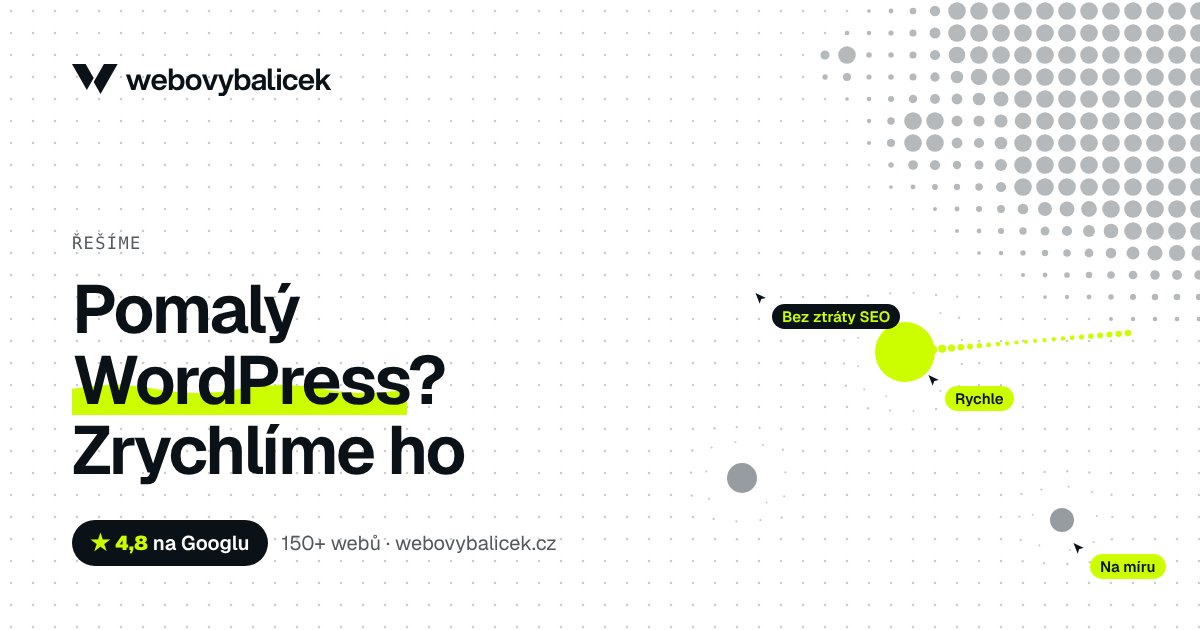 webovybalicek
ŘEŠÍME
Pomalý
WordPress?
Zrychlíme ho
★ 4,8 na Googlu
150+ webů · webovybalicek.cz
Bez ztráty SEO
Rychle
Na míru